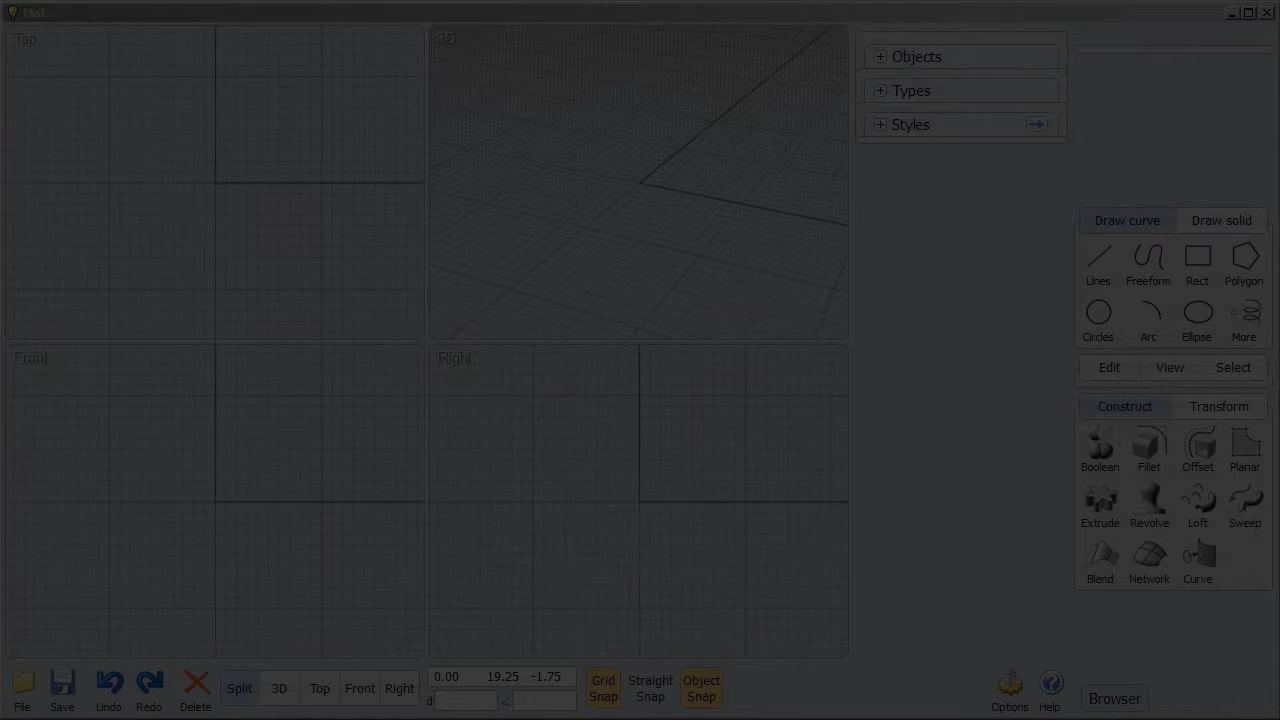 MoI
Top
3D
Objects
Types
Styles
Draw curve Draw solid
Lines Freeform Rect Polygon
Circles Arc Ellipse More
Front
Right
Edit View Select
Construct Transform
Boolean Fillet Offset Planar
Extrude Revolve Loft Sweep
Blend Network Curve
File Save Undo Redo Delete
Split 3D Top Front Right
0.00 19.25 -1.75
d
Grid Snap
Straight Snap
Object Snap
Options Help
Browser